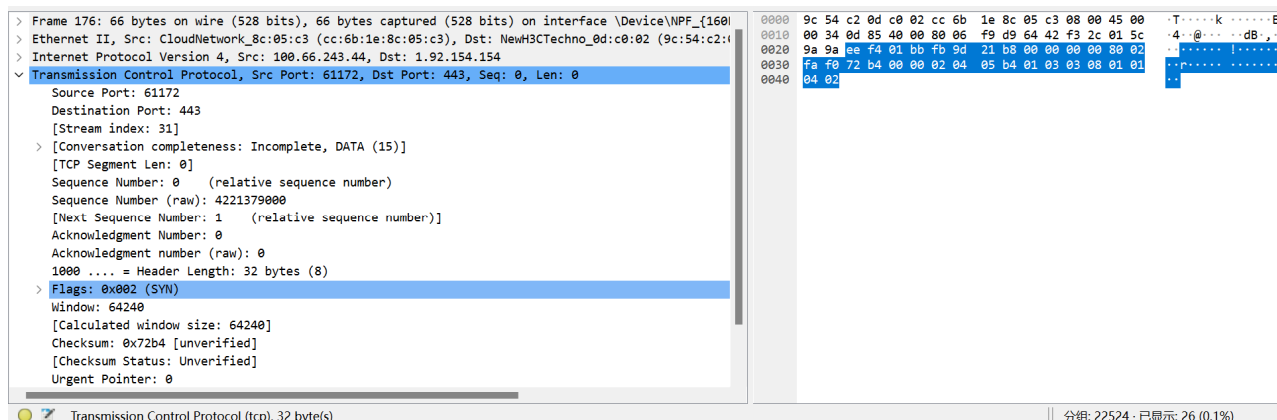 Frame 176: 66 bytes on wire (528 bits), 66 bytes captured (528 bits) on interface \Device\NPF_{160
Ethernet II, Src: CloudNetwork_8c:05:c3 (cc:6b:1e:8c:05:c3), Dst: NewH3CTechno_0d:c0:02 (9c:54:c2:
Internet Protocol Version 4, Src: 100.66.243.44, Dst: 1.92.154.154
Transmission Control Protocol, Src Port: 61172, Dst Port: 443, Seq: 0, Len: 0
Source Port: 61172
Destination Port: 443
[Stream index: 31]
[Conversation completeness: Incomplete, DATA (15)]
[TCP Segment Len: 0]
Sequence Number: 0    (relative sequence number)
Sequence Number (raw): 4221379000
[Next Sequence Number: 1    (relative sequence number)]
Acknowledgment Number: 0
Acknowledgment number (raw): 0
1000 .... = Header Length: 32 bytes (8)
Flags: 0x002 (SYN)
Window: 64240
[Calculated window size: 64240]
Checksum: 0x72b4 [unverified]
[Checksum Status: Unverified]
Urgent Pointer: 0
0000  9c 54 c2 0d c0 02 cc 6b  1e 8c 05 c3 08 00 45 00  ·T·····k ······E
0010  00 34 0d 85 40 00 80 06  f9 d9 64 42 f3 2c 01 5c  ·4··@··· ··dB·,·
0020  9a 9a ee f4 01 bb fb 9d  21 b8 00 00 00 00 80 02  ········ !·······
0030  fa f0 72 b4 00 00 02 04  05 b4 01 03 03 08 01 01  ··r····· ········
0040  04 02  ··
Transmission Control Protocol (tcp), 32 byte(s)
分组: 22524 · 已显示: 26 (0.1%)